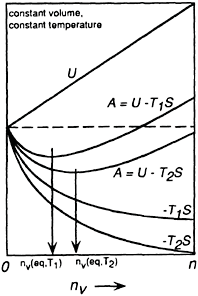 constant volume,
constant temperature
U
A = U -T₁S
A = U -T₂S
-T₁S
-T₂S
0
nᵥ(eq,T₁)
nᵥ(eq,T₂)
n
nᵥ →